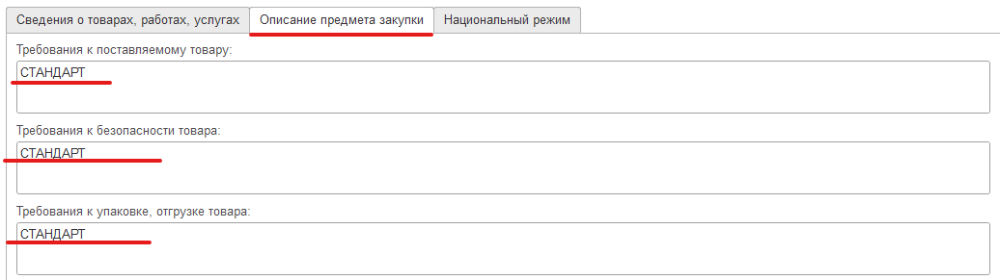 Сведения о товарах, работах, услугах Описание предмета закупки Национальный режим
Требования к поставляемому товару:
СТАНДАРТ
Требования к безопасности товара:
СТАНДАРТ
Требования к упаковке, отгрузке товара:
СТАНДАРТ